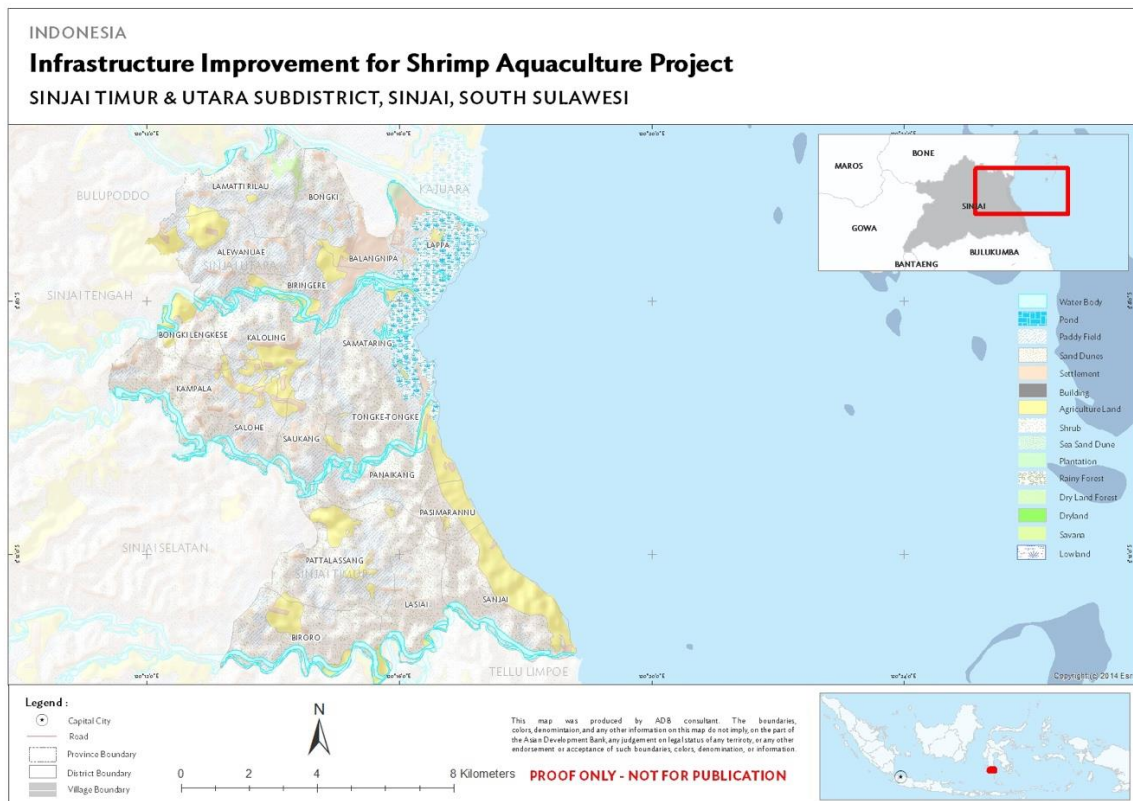 INDONESIA
Infrastructure Improvement for Shrimp Aquaculture Project
SINJAI TIMUR & UTARA SUBDISTRICT, SINJAI, SOUTH SULAWESI
BULUPODDO
LAMATTI RILAU
BONGKI
KAJUARA
ALEWANUAE
SINJAI UTARA
BALANGNIPA
LAPPA
BIRINGERE
SINJAI TENGAH
BONGKI LENGKESE
KALOLING
SAMATARING
KAMPALA
SALOHE
SAUKANG
TONGKE-TONGKE
PANAIKANG
PASIMARANNU
SINJAI SELATAN
PATTALASSANG
SINJAI TIMUR
LASIAI
SANJAI
BIRORO
TELLU LIMPOE
BONE
MAROS
SINJAI
GOWA
BULUKUMBA
BANTAENG
Water Body
Pond
Paddy Field
Sand Dunes
Settlement
Building
Agriculture Land
Shrub
Sea Sand Dune
Plantation
Rainy Forest
Dry Land Forest
Dryland
Savana
Lowland
Copyright:(c) 2014 Esri
Legend :
Capital City
Road
Province Boundary
District Boundary
Village Boundary
N
0 2 4 8 Kilometers
This map was produced by ADB consultant. The boundaries,
colors, denomintaion, and any other information on this map do not imply, on the part of
the Asian Development Bank, any judgement on legal status of any territoty, or any other
endorsement or acceptance of such boundaries, colors, denomination, or information.
PROOF ONLY - NOT FOR PUBLICATION